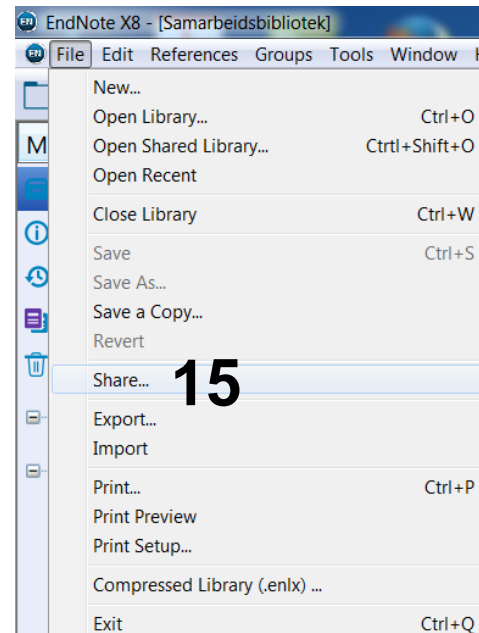 EndNote X8 - [Samarbeidsbibliotek]
File Edit References Groups Tools Window
M
New...
Open Library... Ctrl+O
Open Shared Library... Ctrtl+Shift+O
Open Recent
Close Library Ctrl+W
Save Ctrl+S
Save As...
Save a Copy...
Revert
Share... 15
Export...
Import
Print... Ctrl+P
Print Preview
Print Setup...
Compressed Library (.enlx) ...
Exit Ctrl+Q